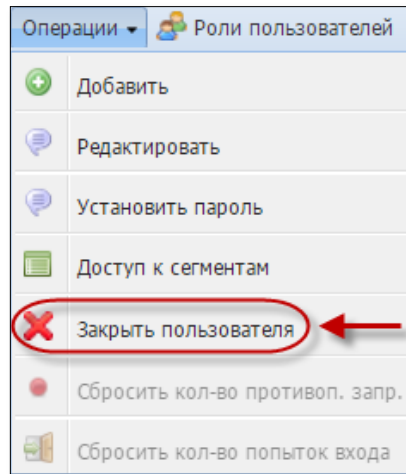 Операции Роли пользователей
Добавить
Редактировать
Установить пароль
Доступ к сегментам
Закрыть пользователя
Сбросить кол-во противоп. запр.
Сбросить кол-во попыток входа